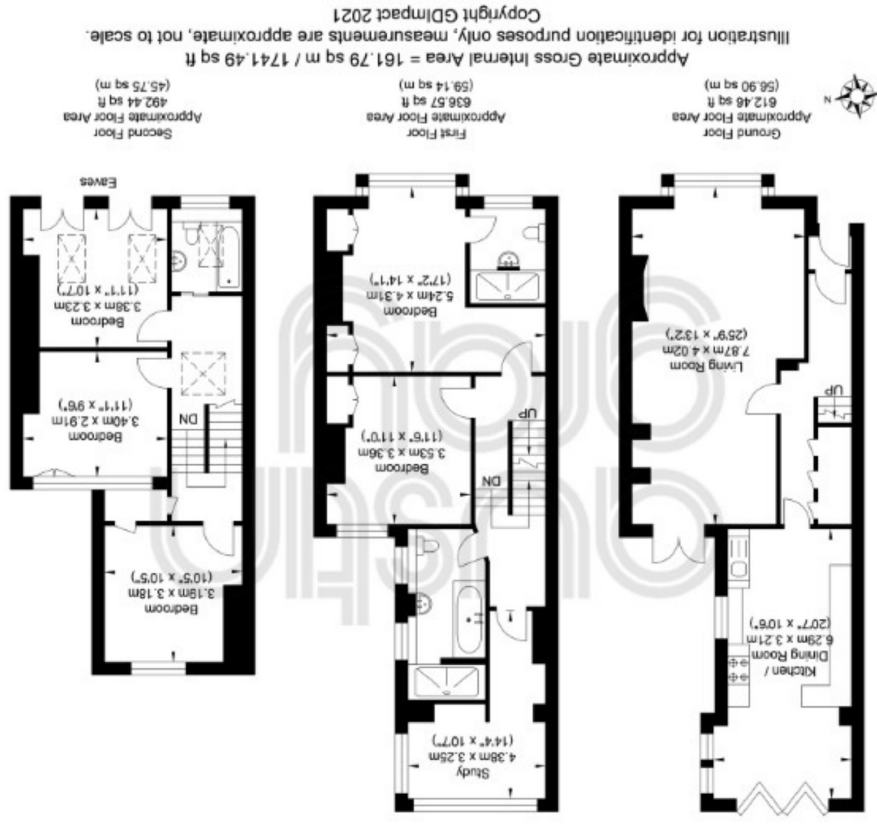 Kitchen /
Dining Room
6.29m x 3.21m
(20'7" x 10'6")
UP
Living Room
7.87m x 4.02m
(25'9" x 13'2")
Ground Floor
Approximate Floor Area
612.46 sq ft
(56.90 sq m)
N
Study
4.38m x 3.25m
(14'4" x 10'7")
DN
UP
Bedroom
3.53m x 3.36m
(11'6" x 11'0")
Bedroom
5.24m x 4.31m
(17'2" x 14'1")
First Floor
Approximate Floor Area
636.57 sq ft
(59.14 sq m)
Bedroom
3.19m x 3.18m
(10'5" x 10'5")
DN
Bedroom
3.40m x 2.91m
(11'1" x 9'6")
Bedroom
3.38m x 3.23m
(11'1" x 10'7")
Eaves
Second Floor
Approximate Floor Area
492.44 sq ft
(45.75 sq m)
austin
gray
Approximate Gross Internal Area = 161.79 sq m / 1741.49 sq ft
Illustration for identification purposes only, measurements are approximate, not to scale.
Copyright GDImpact 2021